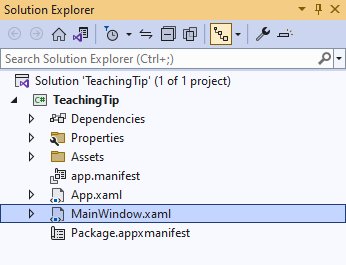 Solution Explorer
Search Solution Explorer (Ctrl+;)
Solution 'TeachingTip' (1 of 1 project)
C# TeachingTip
Dependencies
Properties
Assets
app.manifest
App.xaml
MainWindow.xaml
Package.appxmanifest